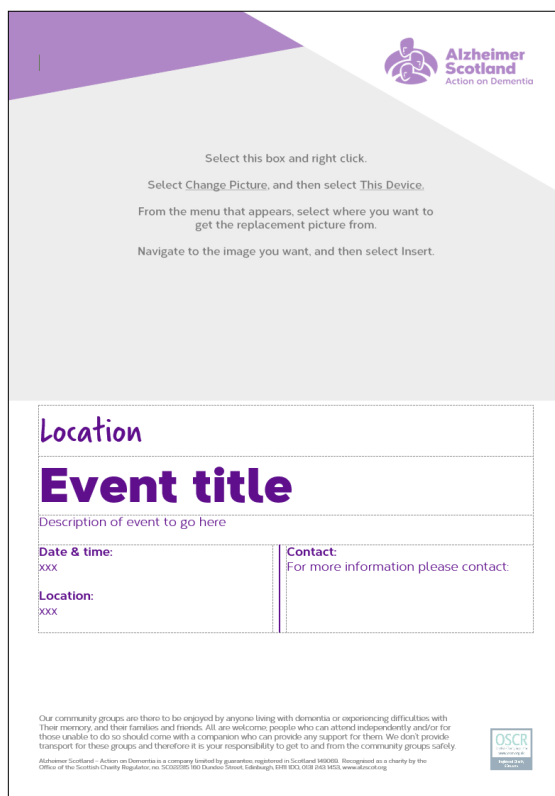 Alzheimer
Scotland
Action on Dementia
Select this box and right click.
Select Change Picture, and then select This Device.
From the menu that appears, select where you want to
get the replacement picture from.
Navigate to the image you want, and then select Insert.
Location
Event title
Description of event to go here
Date & time:
xxx
Location:
xxx
Contact:
For more information please contact:
Our community groups are there to be enjoyed by anyone living with dementia or experiencing difficulties with
Their memory, and their families and friends. All are welcome; people who can attend independently and/or for
those unable to do so should come with a companion who can provide any support for them. We don't provide
transport for these groups and therefore it is your responsibility to get to and from the community groups safely.
Alzheimer Scotland - Action on Dementia is a company limited by guarantee, registered in Scotland 149069. Recognised as a charity by the
Office of the Scottish Charity Regulator, no. SC022315 160 Dundee Street, Edinburgh, EH11 1DQ, 0131 243 1453, www.alzscot.org
OSCR